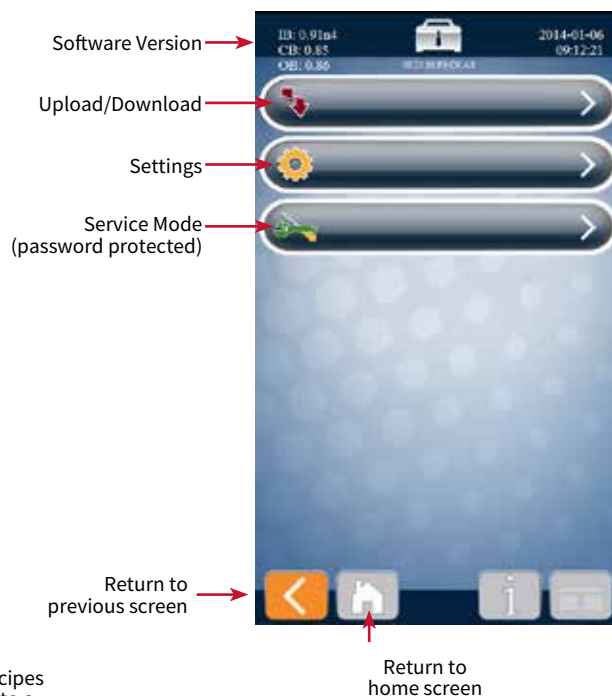 Software Version
IB: 0.91n4
CB: 0.85
OB: 0.86
2014-01-06
09:12:21
Upload/Download
Settings
Service Mode
(password protected)
Return to
previous screen
Return to
home screen
cipes